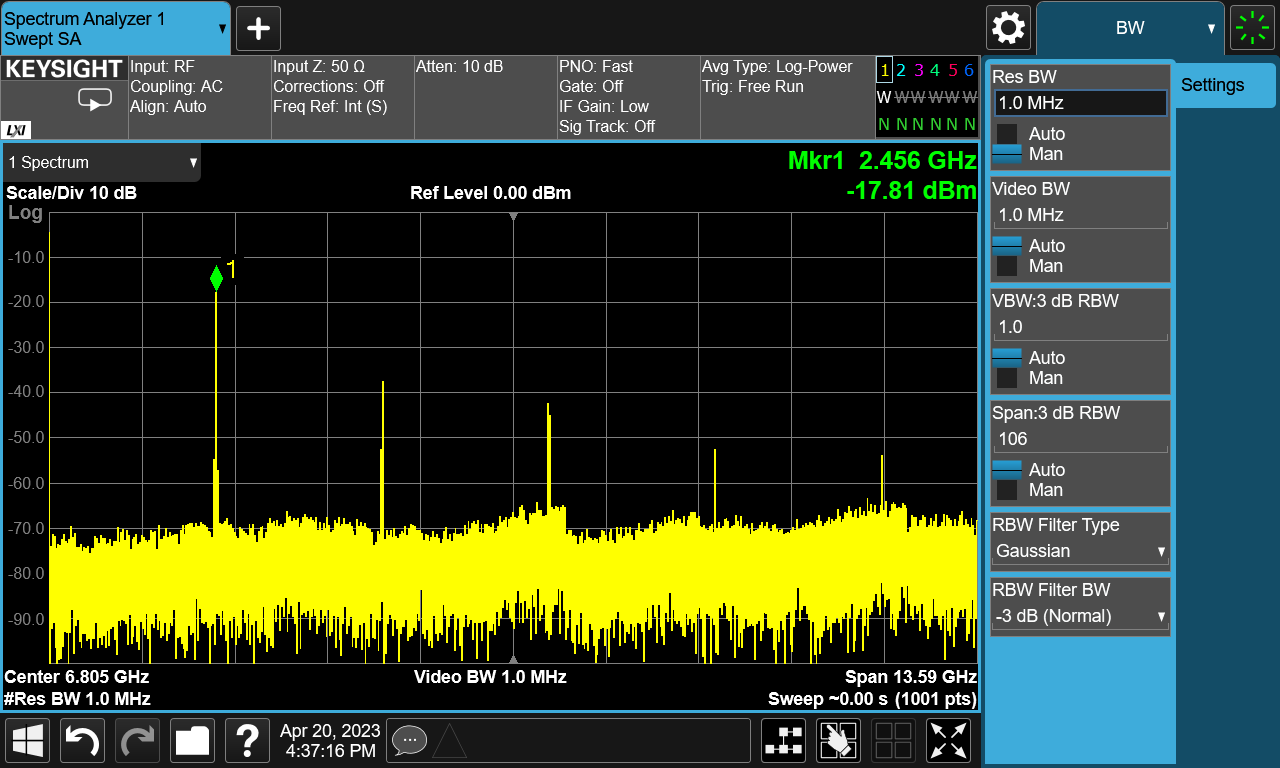 Spectrum Analyzer 1
Swept SA
BW
KEYSIGHT
LXI
Input: RF
Coupling: AC
Align: Auto
Input Z: 50 Ω
Corrections: Off
Freq Ref: Int (S)
Atten: 10 dB
PNO: Fast
Gate: Off
IF Gain: Low
Sig Track: Off
Avg Type: Log-Power
Trig: Free Run
1 2 3 4 5 6
W W W W W W
N N N N N N
1 Spectrum
Mkr1 2.456 GHz
-17.81 dBm
Scale/Div 10 dB
Ref Level 0.00 dBm
Log
1
-10.0
-20.0
-30.0
-40.0
-50.0
-60.0
-70.0
-80.0
-90.0
Center 6.805 GHz
Video BW 1.0 MHz
Span 13.59 GHz
#Res BW 1.0 MHz
Sweep ~0.00 s (1001 pts)
Res BW
1.0 MHz
Auto
Man
Video BW
1.0 MHz
Auto
Man
VBW:3 dB RBW
1.0
Auto
Man
Span:3 dB RBW
106
Auto
Man
RBW Filter Type
Gaussian
RBW Filter BW
-3 dB (Normal)
Settings
?
Apr 20, 2023
4:37:16 PM